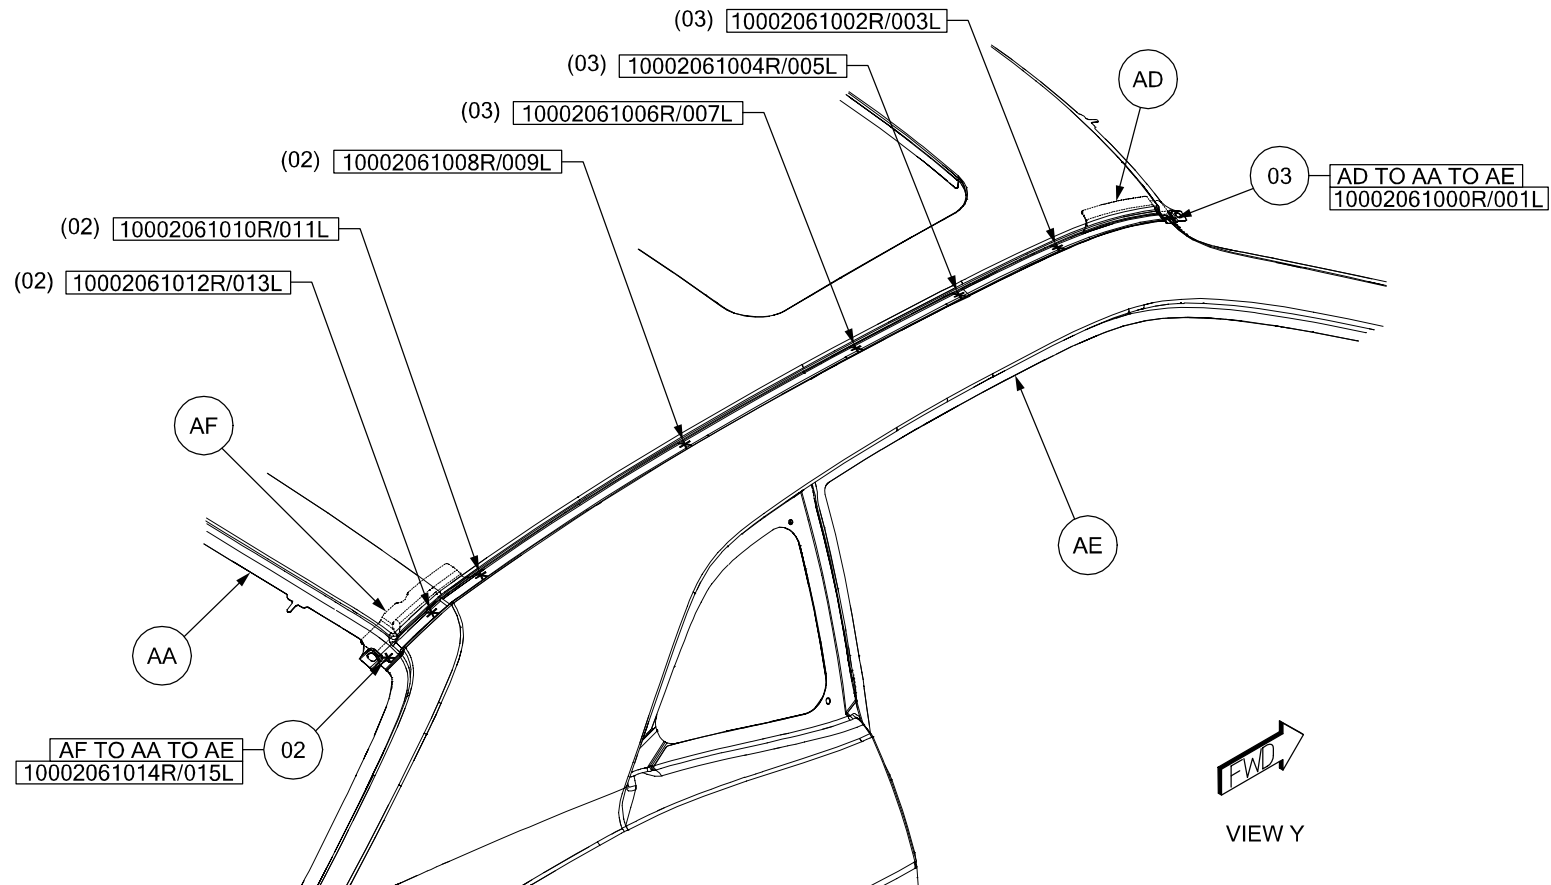 (03) 10002061002R/003L
(03) 10002061004R/005L
AD
(03) 10002061006R/007L
(02) 10002061008R/009L
03 AD TO AA TO AE
10002061000R/001L
(02) 10002061010R/011L
(02) 10002061012R/013L
AF
AE
AA
AF TO AA TO AE 02
10002061014R/015L
FWD
VIEW Y